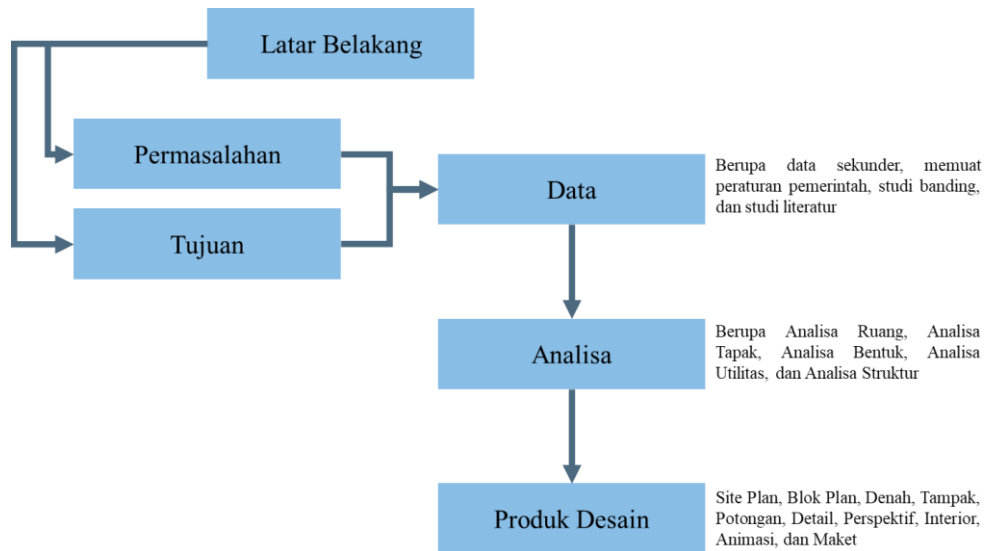 Latar Belakang
Permasalahan
Tujuan
Data
Berupa data sekunder, memuat
peraturan pemerintah, studi banding,
dan studi literatur
Analisa
Berupa Analisa Ruang, Analisa
Tapak, Analisa Bentuk, Analisa
Utilitas, dan Analisa Struktur
Produk Desain
Site Plan, Blok Plan, Denah, Tampak,
Potongan, Detail, Perspektif, Interior,
Animasi, dan Maket